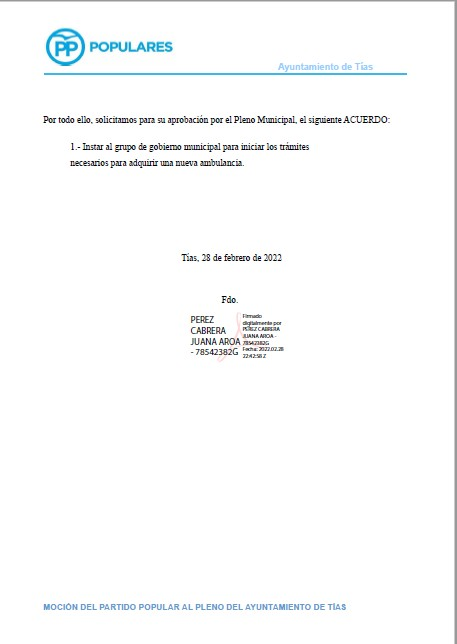 PP POPULARES
Ayuntamiento de Tías
Por todo ello, solicitamos para su aprobación por el Pleno Municipal, el siguiente ACUERDO:
1.- Instar al grupo de gobierno municipal para iniciar los trámites
necesarios para adquirir una nueva ambulancia.
Tías, 28 de febrero de 2022
Fdo.
PEREZ
CABRERA
JUANA AROA
- 78542382G
Firmado
digitalmente por
PEREZ CABRERA
JUANA AROA -
78542382G
Fecha: 2022.02.28
22:42:58 Z
MOCIÓN DEL PARTIDO POPULAR AL PLENO DEL AYUNTAMIENTO DE TÍAS